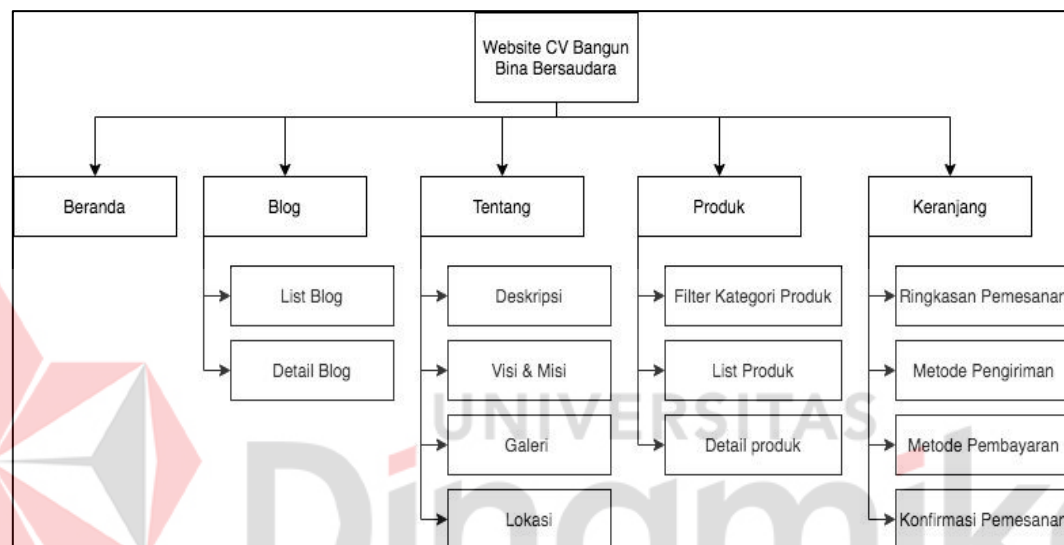 Website CV Bangun
Bina Bersaudara
Beranda
Blog
Tentang
Produk
Keranjang
List Blog
Deskripsi
Filter Kategori Produk
Ringkasan Pemesanan
Detail Blog
Visi & Misi
List Produk
Metode Pengiriman
UNIVERSITAS
Galeri
Detail produk
Metode Pembayaran
Dinamika
Lokasi
Konfirmasi Pemesanan